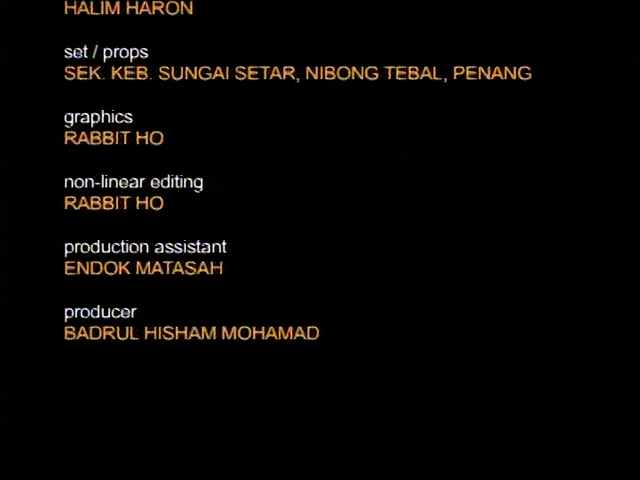 HALIM HARON
set / props
SEK. KEB. SUNGAI SETAR, NIBONG TEBAL, PENANG
graphics
RABBIT HO
non-linear editing
RABBIT HO
production assistant
ENDOK MATASAH
producer
BADRUL HISHAM MOHAMAD